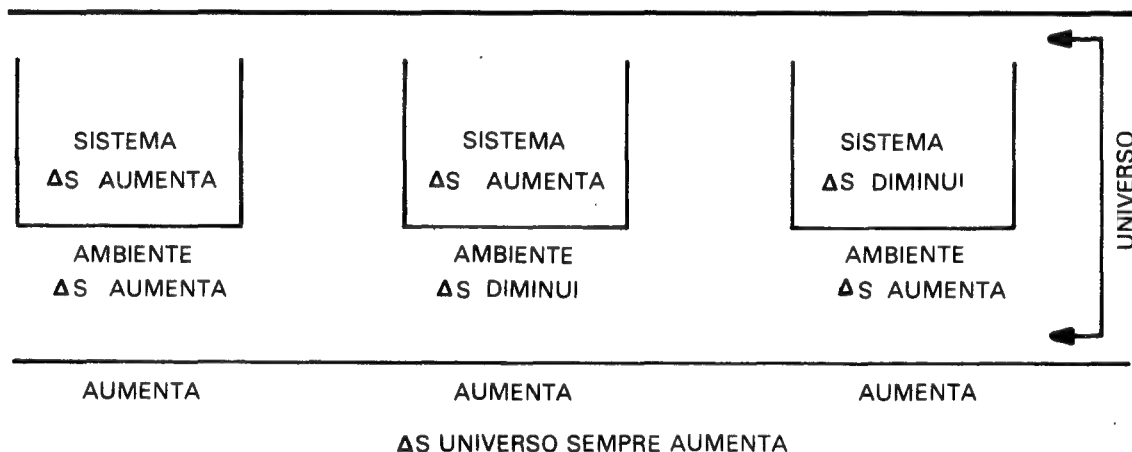 SISTEMA
ΔS AUMENTA
AMBIENTE
ΔS AUMENTA
SISTEMA
ΔS AUMENTA
AMBIENTE
ΔS DIMINUI
SISTEMA
ΔS DIMINUI
AMBIENTE
ΔS AUMENTA
UNIVERSO
AUMENTA
AUMENTA
AUMENTA
ΔS UNIVERSO SEMPRE AUMENTA